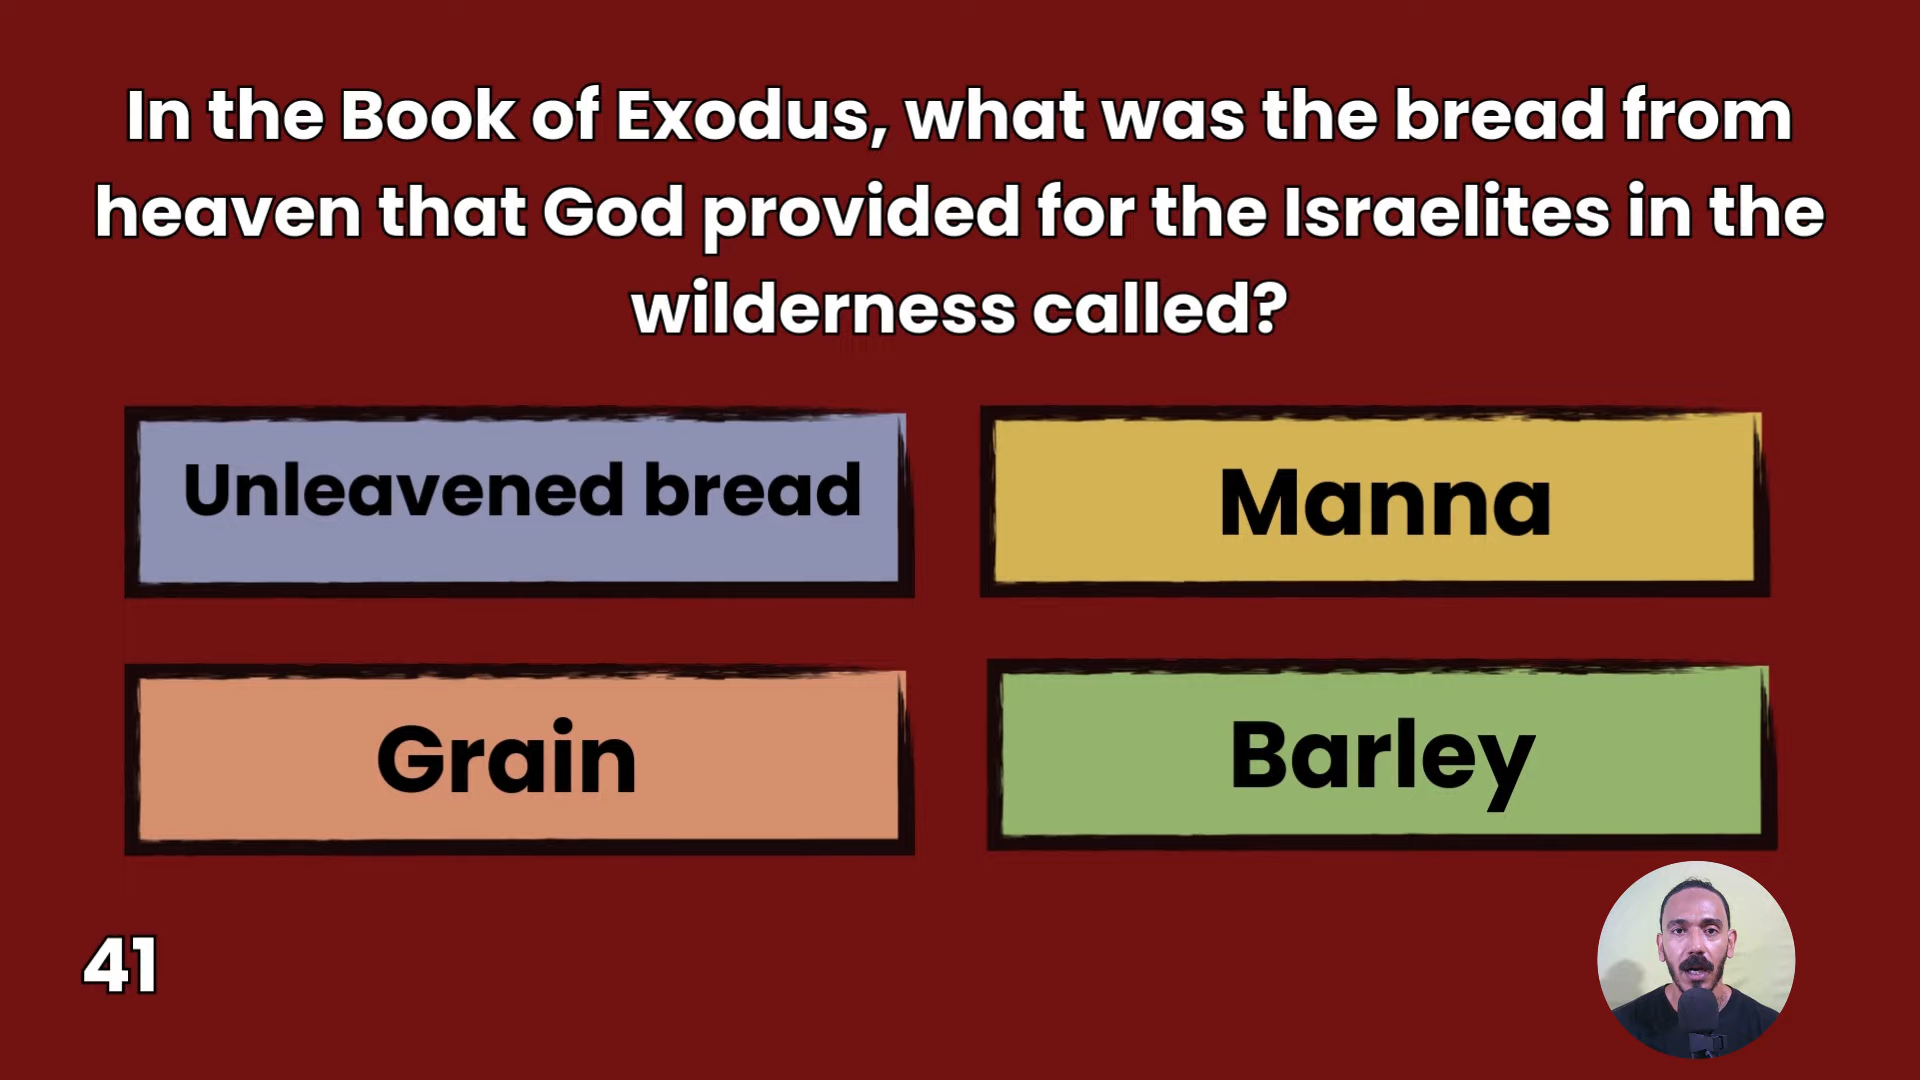 In the Book of Exodus, what was the bread from
heaven that God provided for the Israelites in the
wilderness called?
Unleavened bread
Manna
Grain
Barley
41